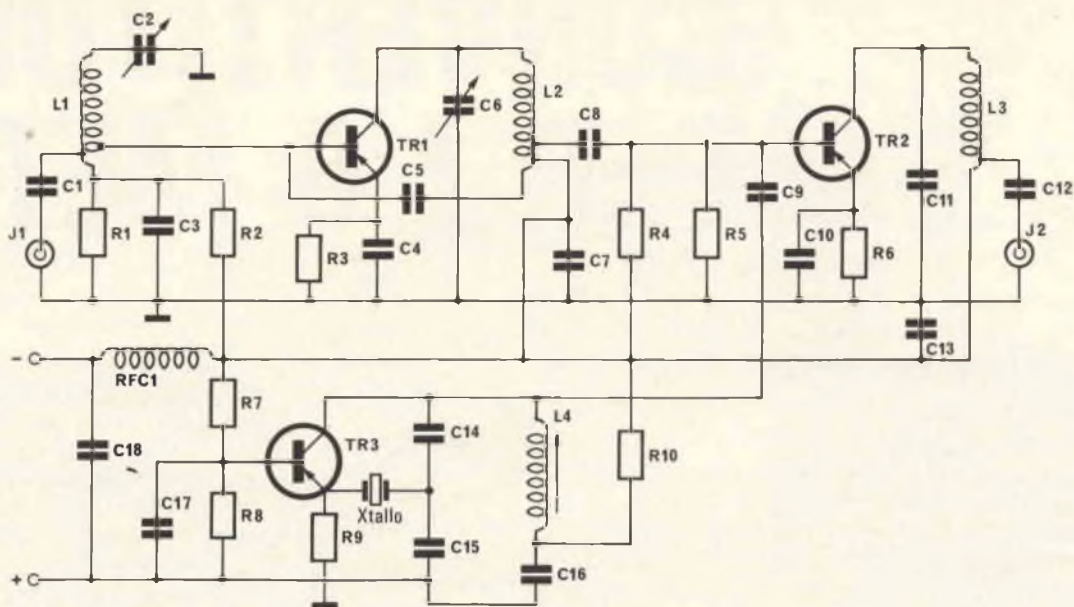 C2
L1
C6
L2
C8
L3
TR1
TR2
C5
C9
C1
C11
C12
J1
R1
C3
R2
R3
C4
C7
R4
R5
C10
R6
J2
C13
-
RFC1
R7
C18
TR3
C14
L4
R10
C17
R8
Xtallo
R9
C15
C16
+